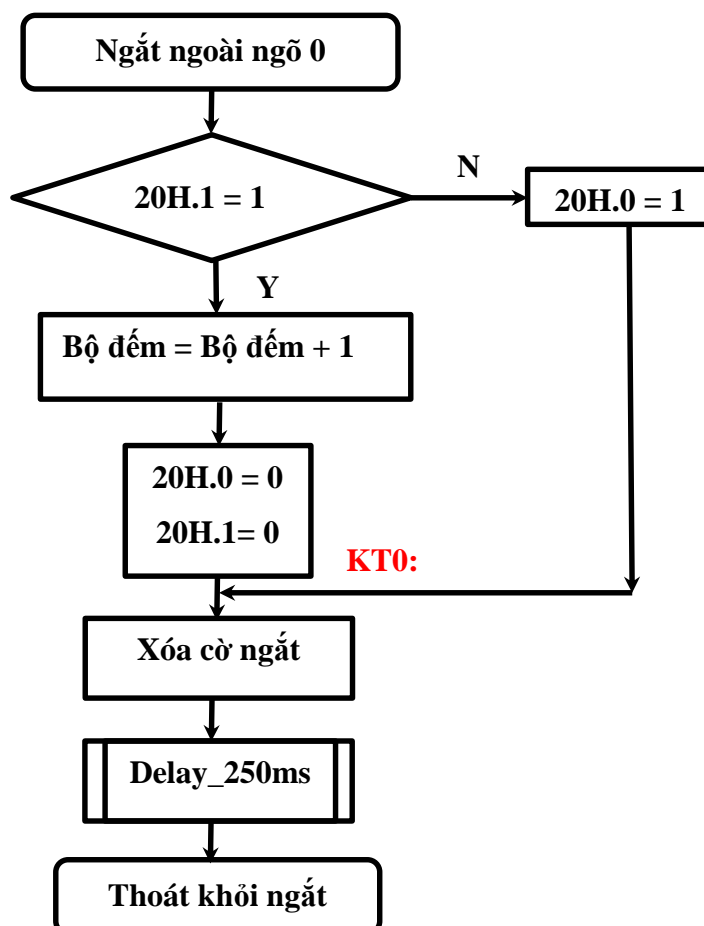 Ngắt ngoài ngõ 0
20H.1 = 1
N
20H.0 = 1
Y
Bộ đếm = Bộ đếm + 1
20H.0 = 0
20H.1= 0
KT0:
Xóa cờ ngắt
Delay_250ms
Thoát khỏi ngắt